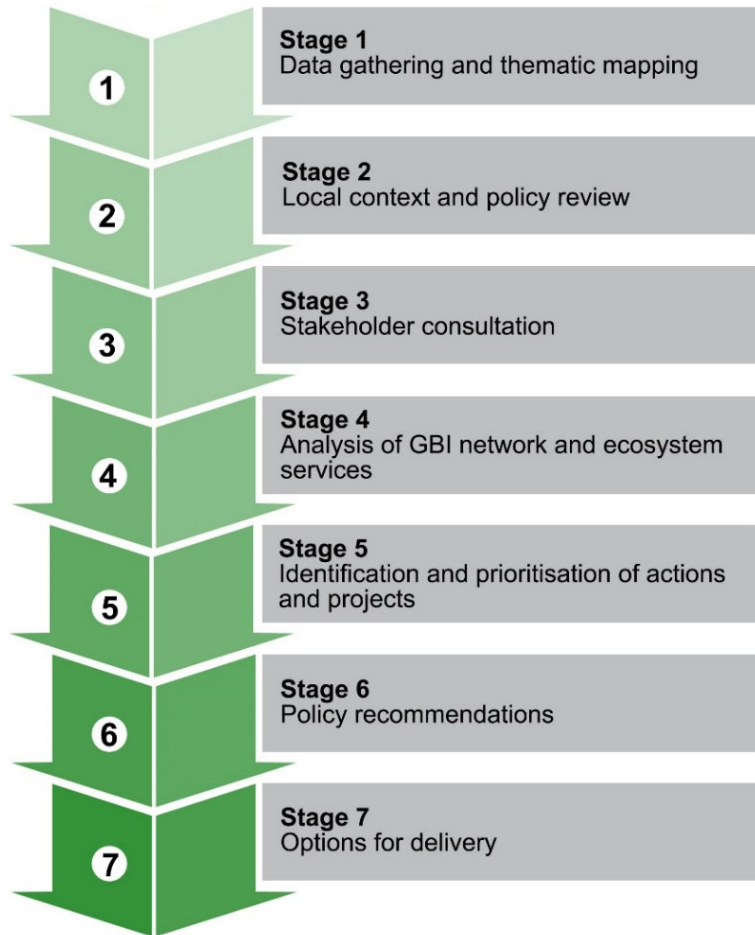 1
Stage 1
Data gathering and thematic mapping
2
Stage 2
Local context and policy review
3
Stage 3
Stakeholder consultation
4
Stage 4
Analysis of GBI network and ecosystem
services
5
Stage 5
Identification and prioritisation of actions
and projects
6
Stage 6
Policy recommendations
7
Stage 7
Options for delivery